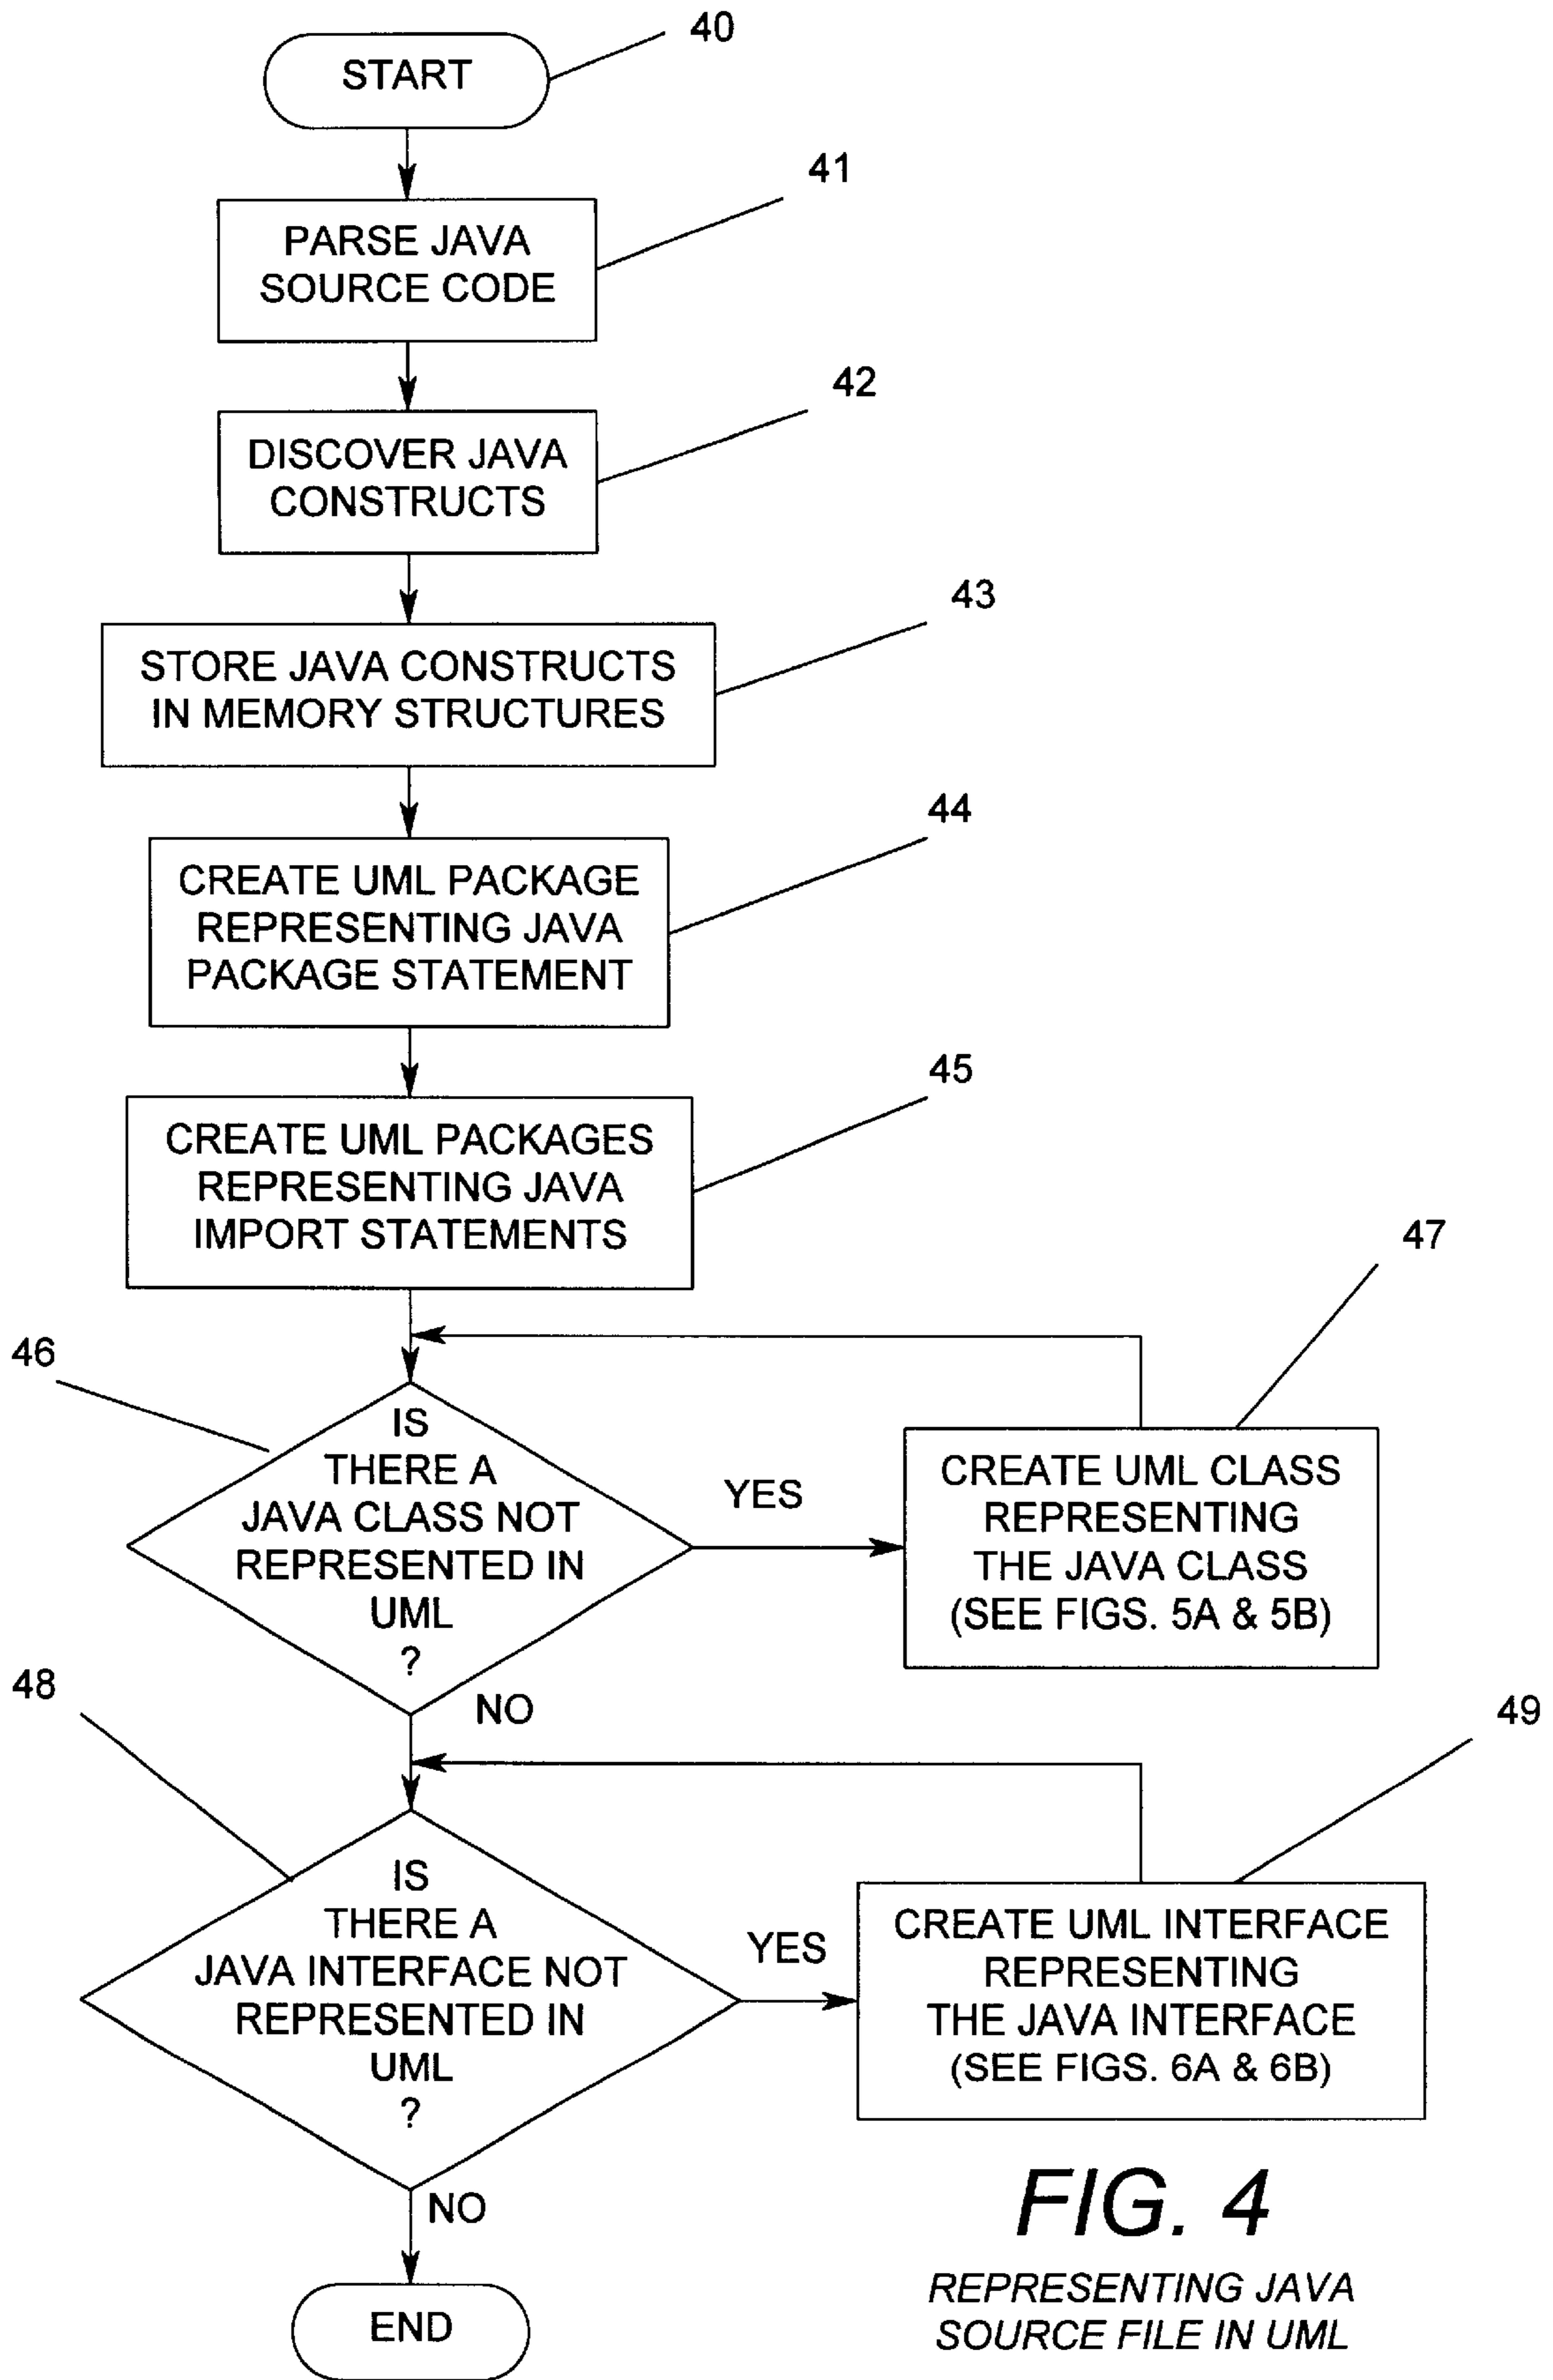 40
START
41
PARSE JAVA
SOURCE CODE
42
DISCOVER JAVA
CONSTRUCTS
43
STORE JAVA CONSTRUCTS
IN MEMORY STRUCTURES
44
CREATE UML PACKAGE
REPRESENTING JAVA
PACKAGE STATEMENT
45
CREATE UML PACKAGES
REPRESENTING JAVA
IMPORT STATEMENTS
46
IS
THERE A
JAVA CLASS NOT
REPRESENTED IN
UML
?
YES
47
CREATE UML CLASS
REPRESENTING
THE JAVA CLASS
(SEE FIGS. 5A & 5B)
NO
48
IS
THERE A
JAVA INTERFACE NOT
REPRESENTED IN
UML
?
YES
49
CREATE UML INTERFACE
REPRESENTING
THE JAVA INTERFACE
(SEE FIGS. 6A & 6B)
NO
END
FIG. 4
REPRESENTING JAVA
SOURCE FILE IN UML